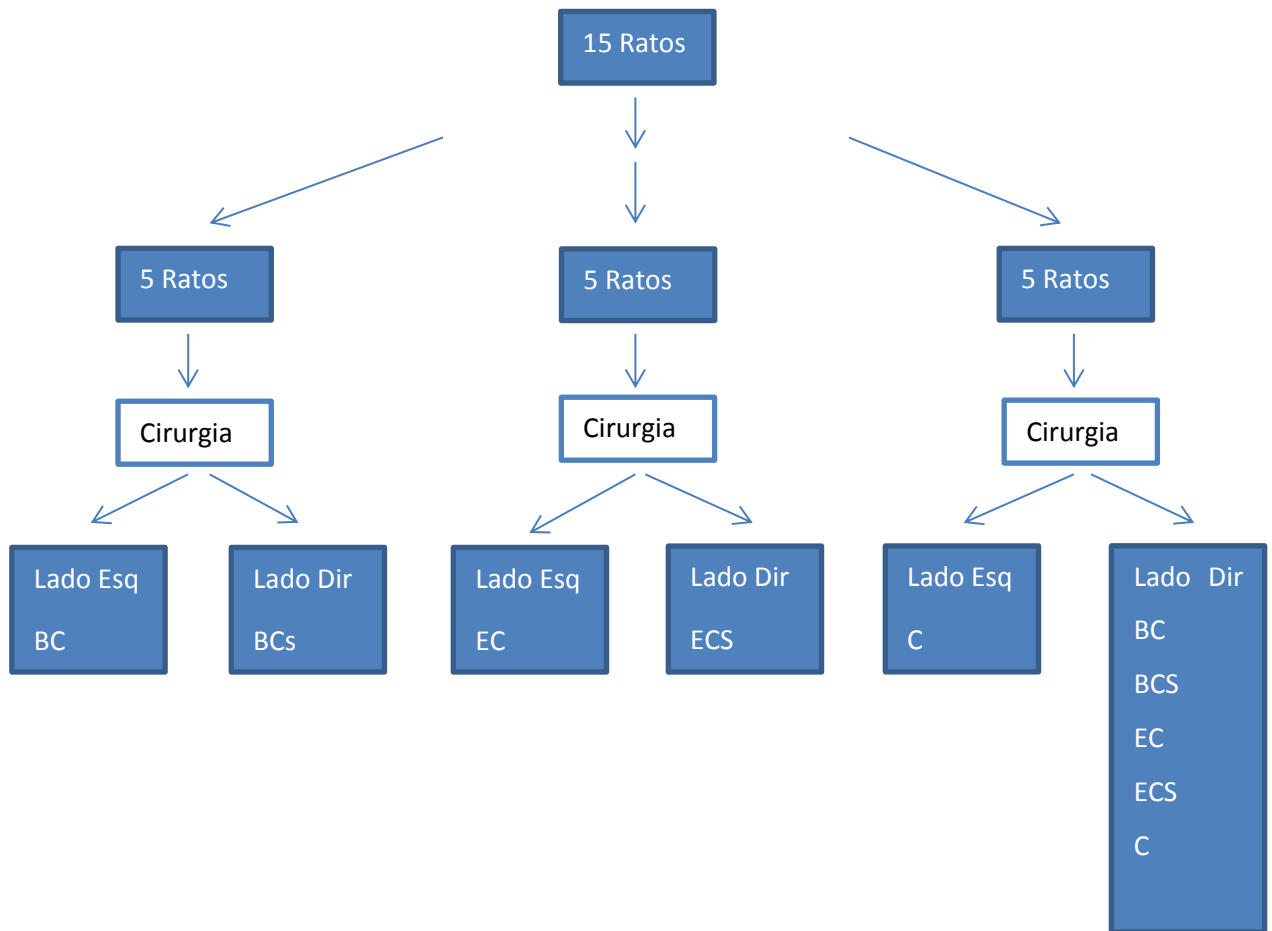 15 Ratos
5 Ratos
5 Ratos
5 Ratos
Cirurgia
Cirurgia
Cirurgia
Lado Esq
BC
Lado Dir
BCs
Lado Esq
EC
Lado Dir
ECS
Lado Esq
C
Lado Dir
BC
BCS
EC
ECS
C